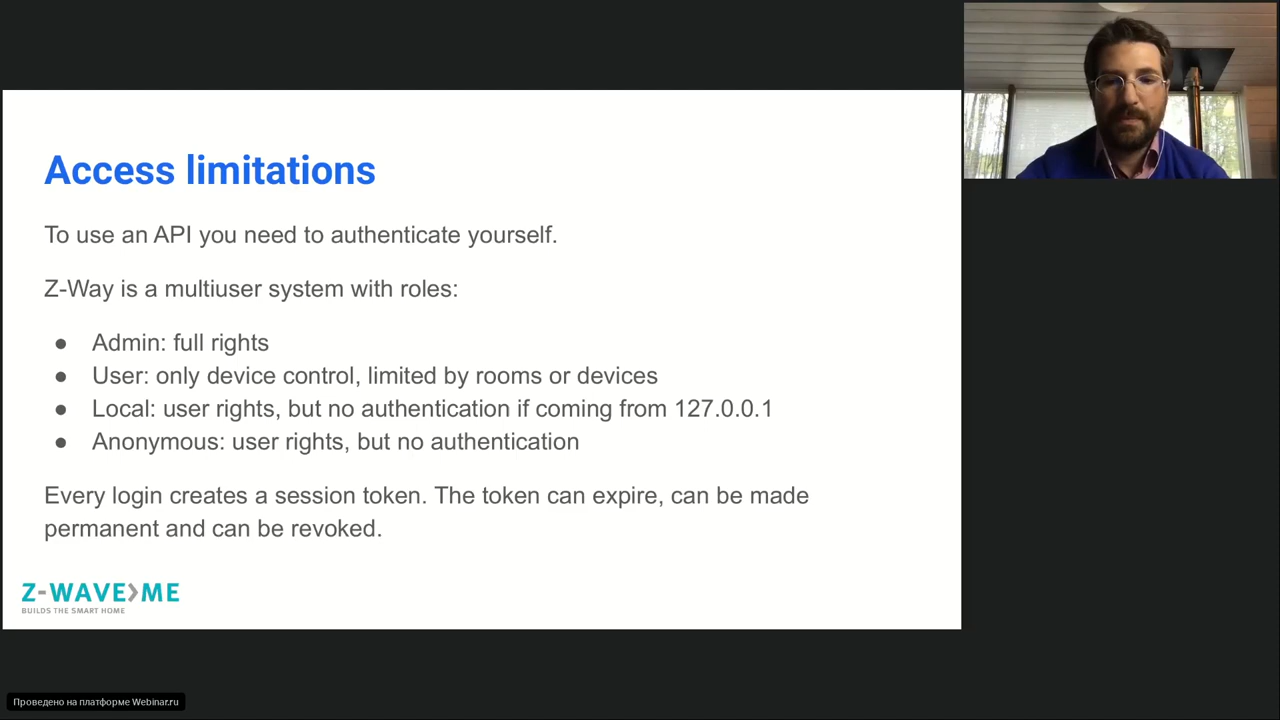 Access limitations
To use an API you need to authenticate yourself.
Z-Way is a multiuser system with roles:
● Admin: full rights
● User: only device control, limited by rooms or devices
● Local: user rights, but no authentication if coming from 127.0.0.1
● Anonymous: user rights, but no authentication
Every login creates a session token. The token can expire, can be made
permanent and can be revoked.
Z-WAVE>ME
BUILDS THE SMART HOME
Проведено на платформе Webinar.ru